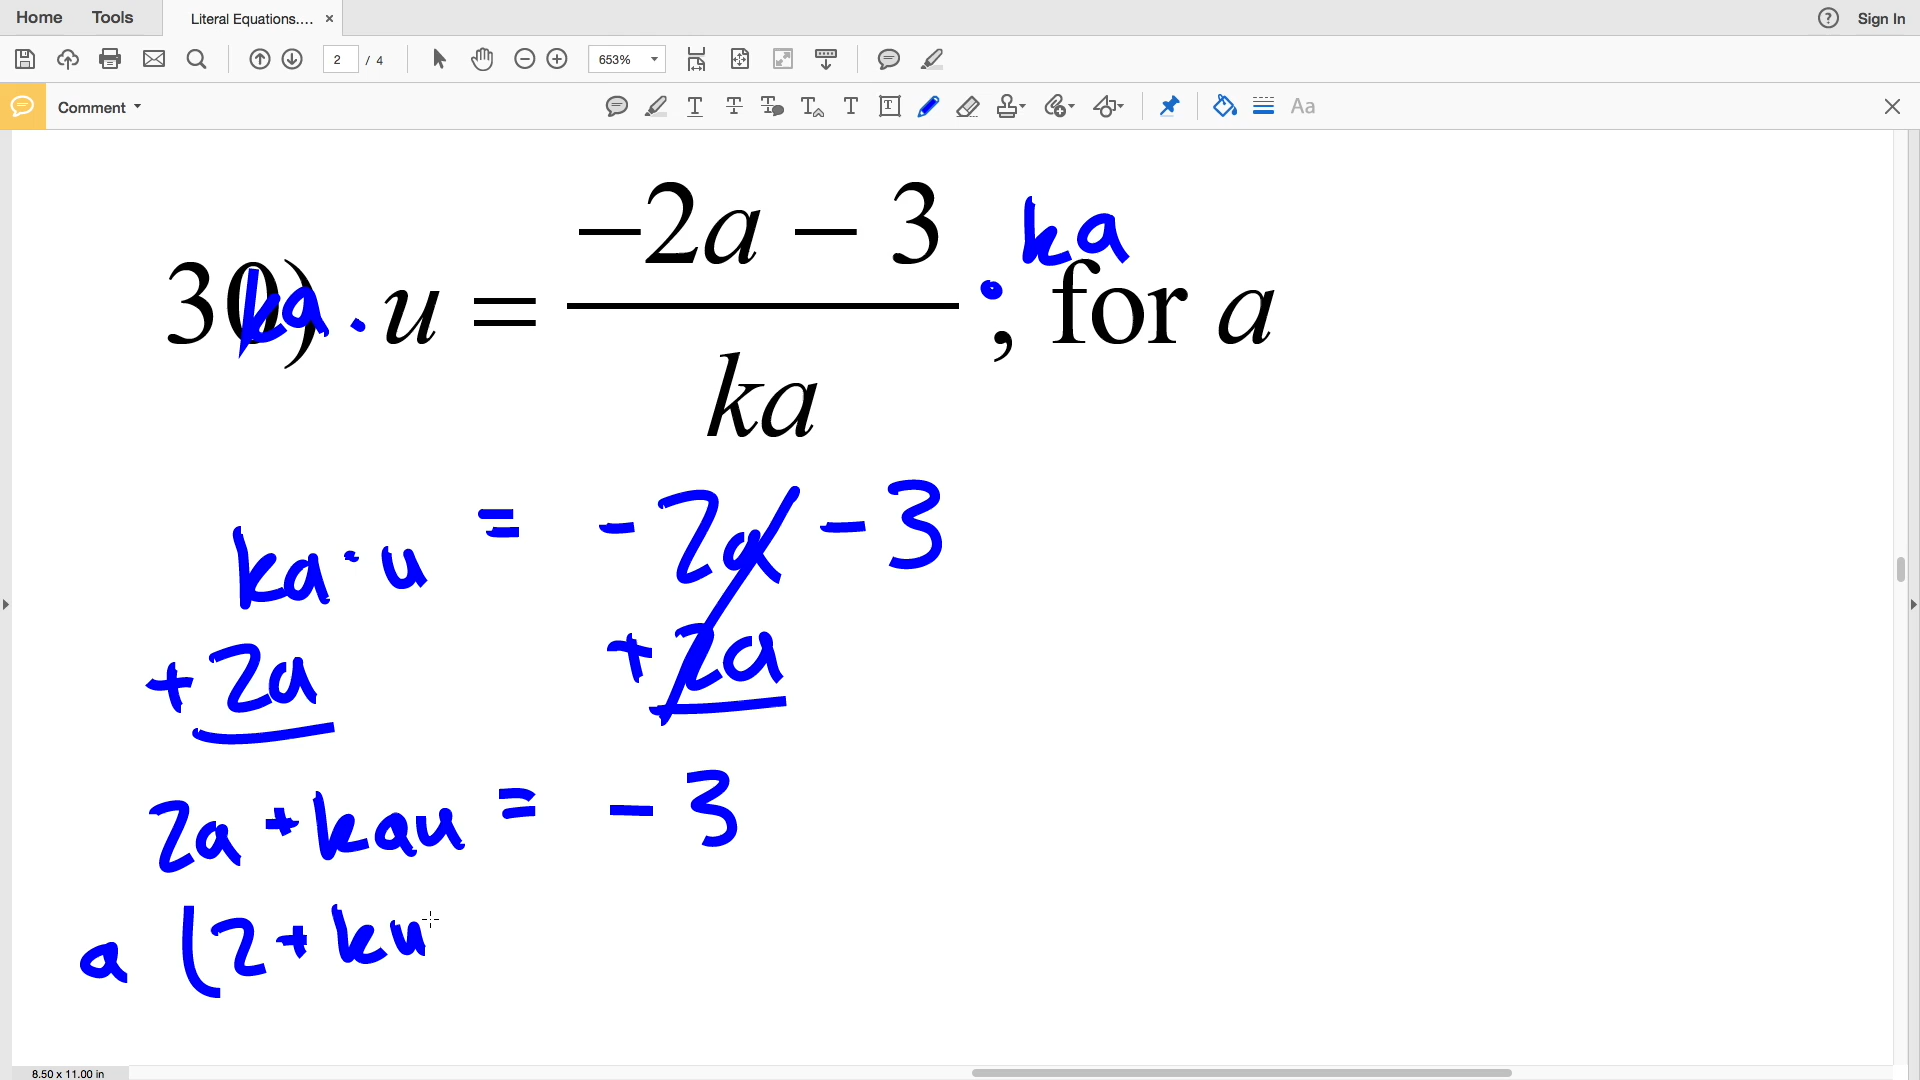 Home Tools Literal Equations.... × ? Sign In
2 / 4 653%
Comment T T T T T T Aa
ka
30) ka · u = −2a − 3 / ka · ; for a
ka · u = - 2a - 3
+ 2a + 2a
2a + kau = - 3
a (2 + ku
8.50 x 11.00 in